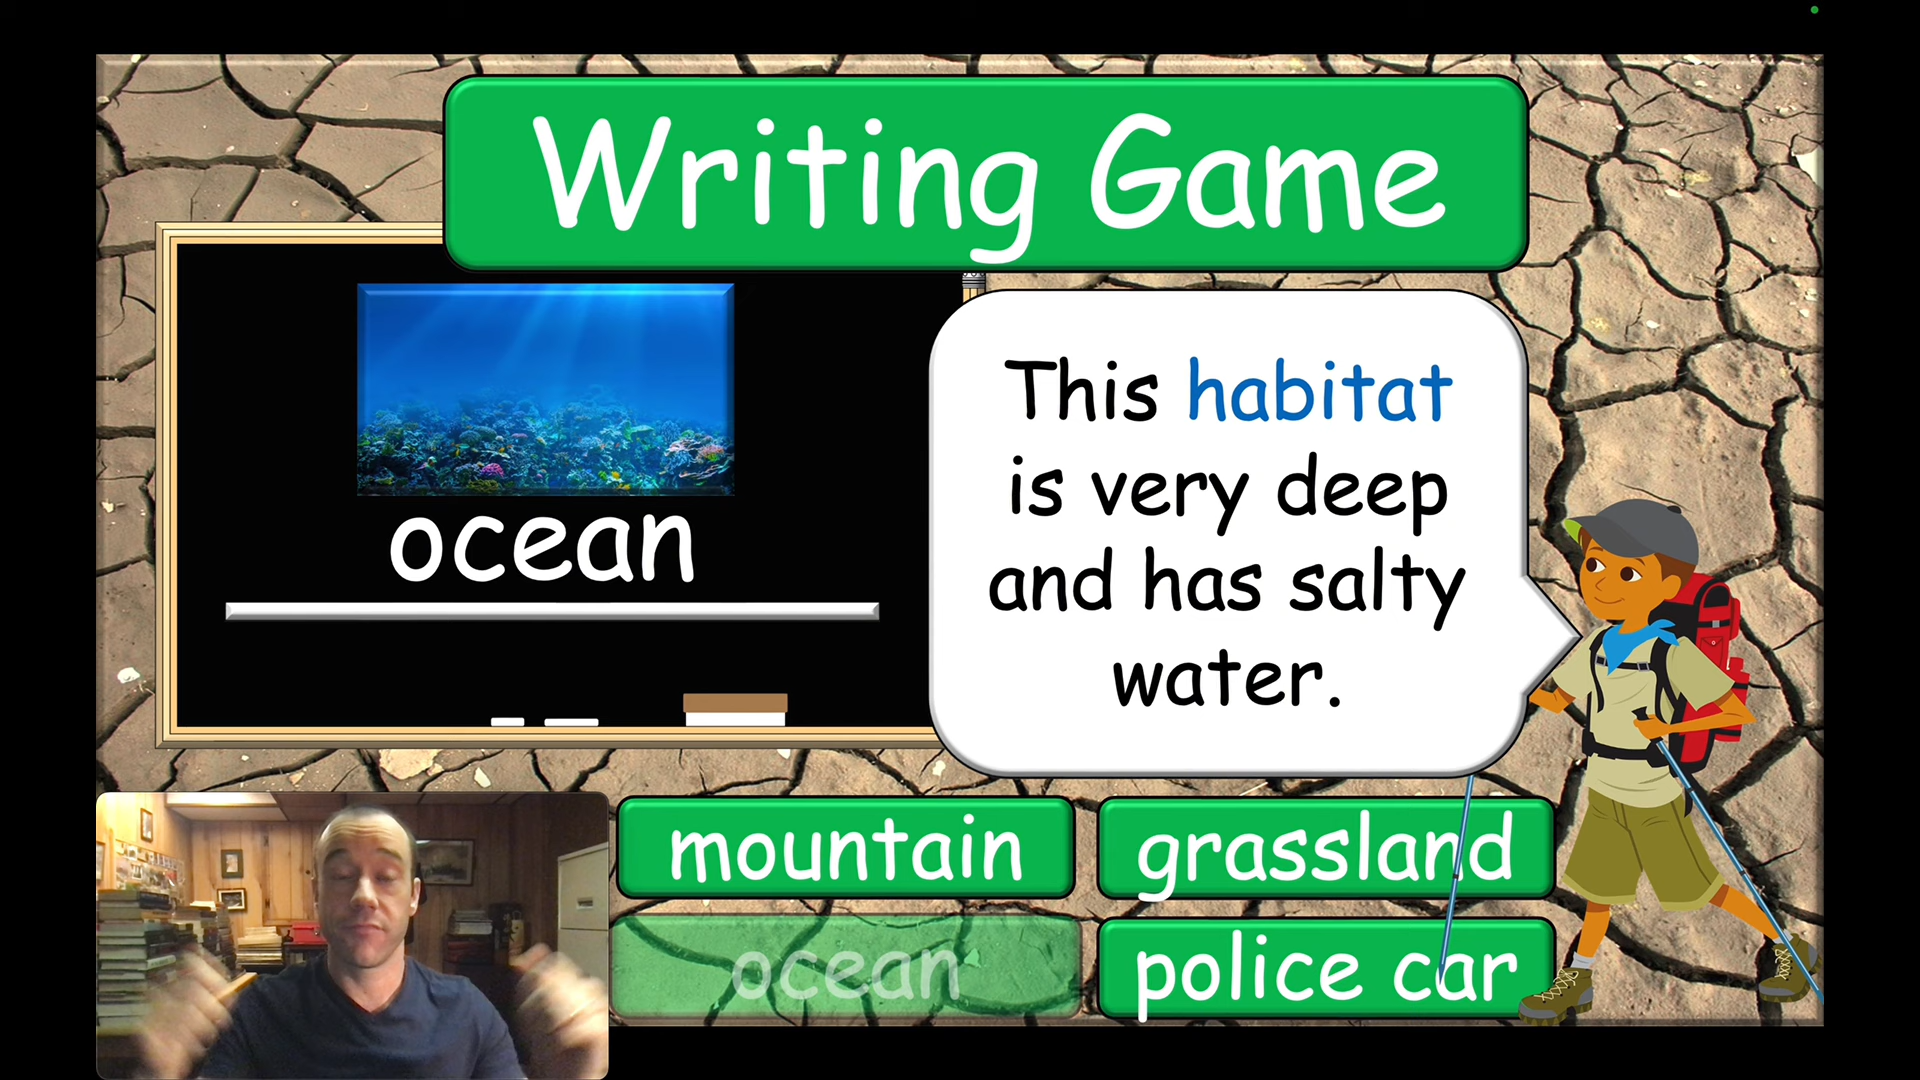 Writing Game
ocean
This habitat
is very deep
and has salty
water.
mountain
grassland
ocean
police car